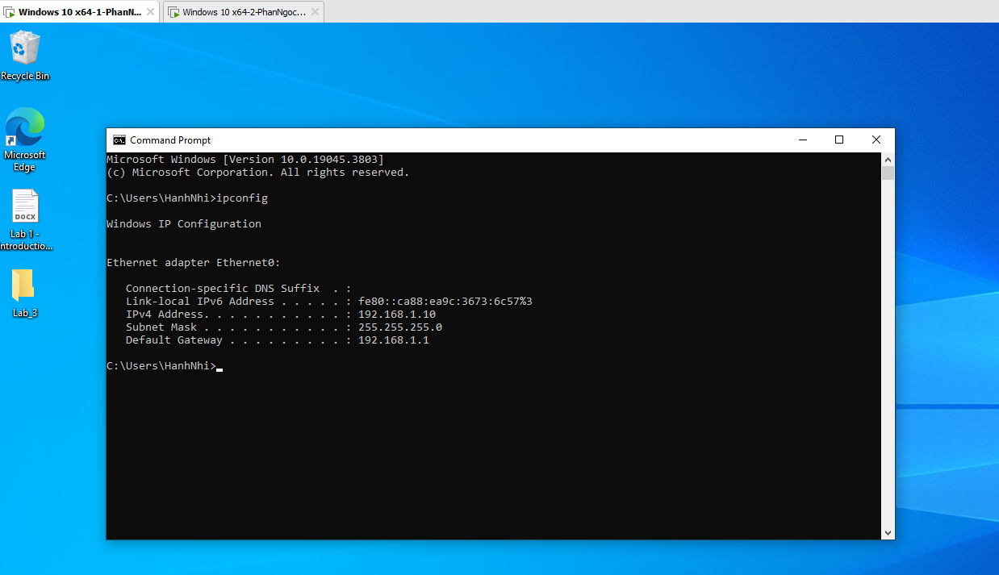 Windows 10 x64-1-PhanN...
Windows 10 x64-2-PhanNgoc...
Recycle Bin
Microsoft
Edge
DOCX
Lab 1 -
ntroductio...
Lab_3
C:\.
Command Prompt
Microsoft Windows [Version 10.0.19045.3803]
(c) Microsoft Corporation. All rights reserved.
C:\Users\HanhNhi>ipconfig
Windows IP Configuration
Ethernet adapter Ethernet0:
Connection-specific DNS Suffix  . :
Link-local IPv6 Address . . . . . : fe80::ca88:ea9c:3673:6c57%3
IPv4 Address. . . . . . . . . . . : 192.168.1.10
Subnet Mask . . . . . . . . . . . : 255.255.255.0
Default Gateway . . . . . . . . . : 192.168.1.1
C:\Users\HanhNhi>